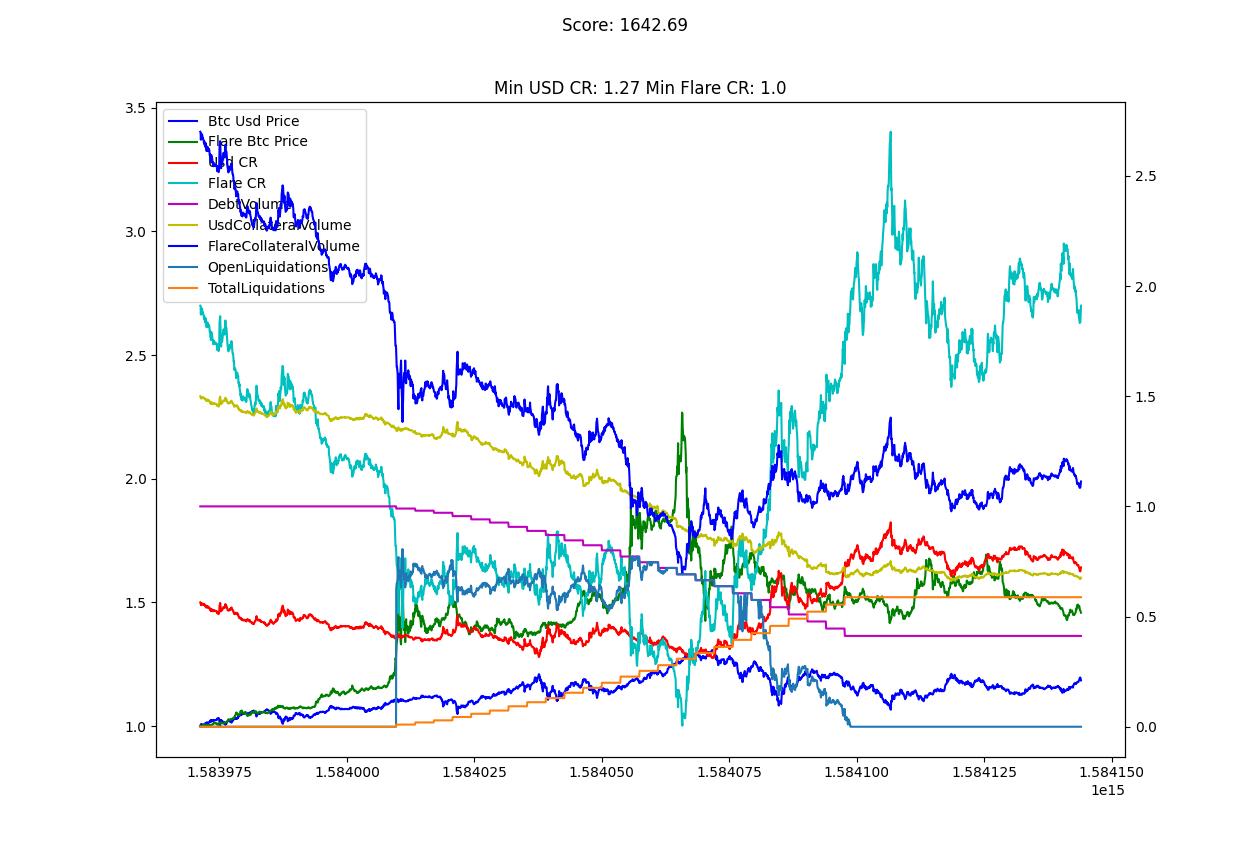 Score: 1642.69
Min USD CR: 1.27 Min Flare CR: 1.0
Btc Usd Price
Flare Btc Price
Usd CR
Flare CR
DebtVolume
UsdCollateralVolume
FlareCollateralVolume
OpenLiquidations
TotalLiquidations
3.5
3.0
2.5
2.0
1.5
1.0
2.5
2.0
1.5
1.0
0.5
0.0
1.583975 1.584000 1.584025 1.584050 1.584075 1.584100 1.584125 1.584150
1e15